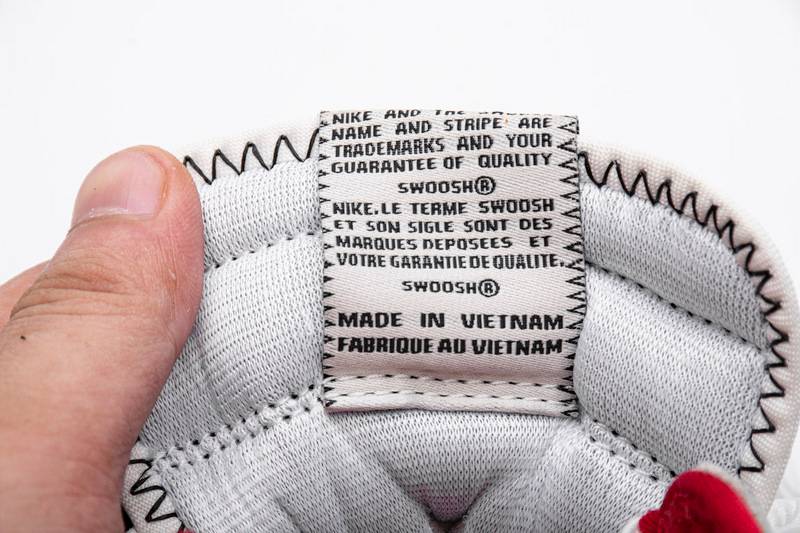 NIKE AND THE
NAME AND STRIPE ARE
TRADEMARKS AND YOUR
GUARANTEE OF QUALITY
SWOOSH®
NIKE.LE TERME SWOOSH
ET SON SIGLE SONT DES
MARQUES DEPOSEES ET
VOTRE GARANTIE DE QUALITE.
SWOOSH®
MADE IN VIETNAM
FABRIQUE AU VIETNAM